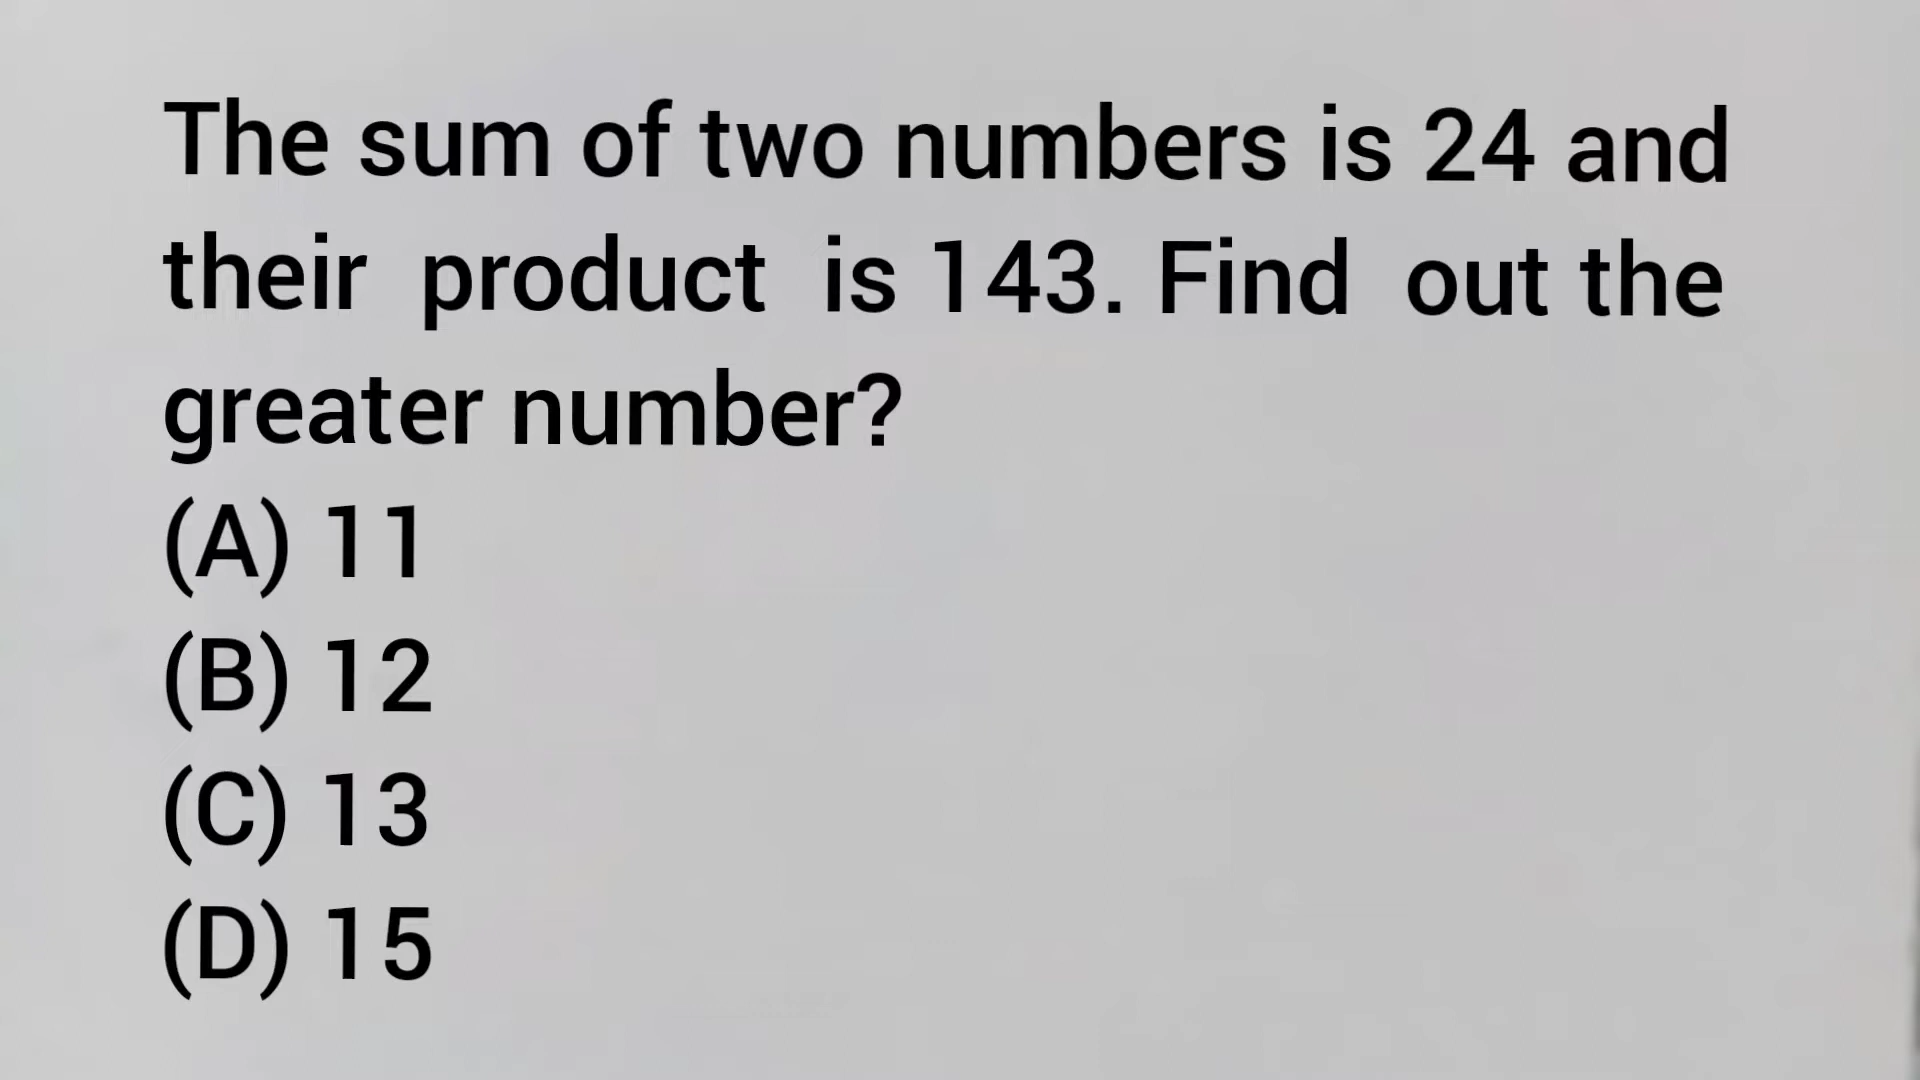 The sum of two numbers is 24 and
their product is 143. Find out the
greater number?
(A) 11
(B) 12
(C) 13
(D) 15